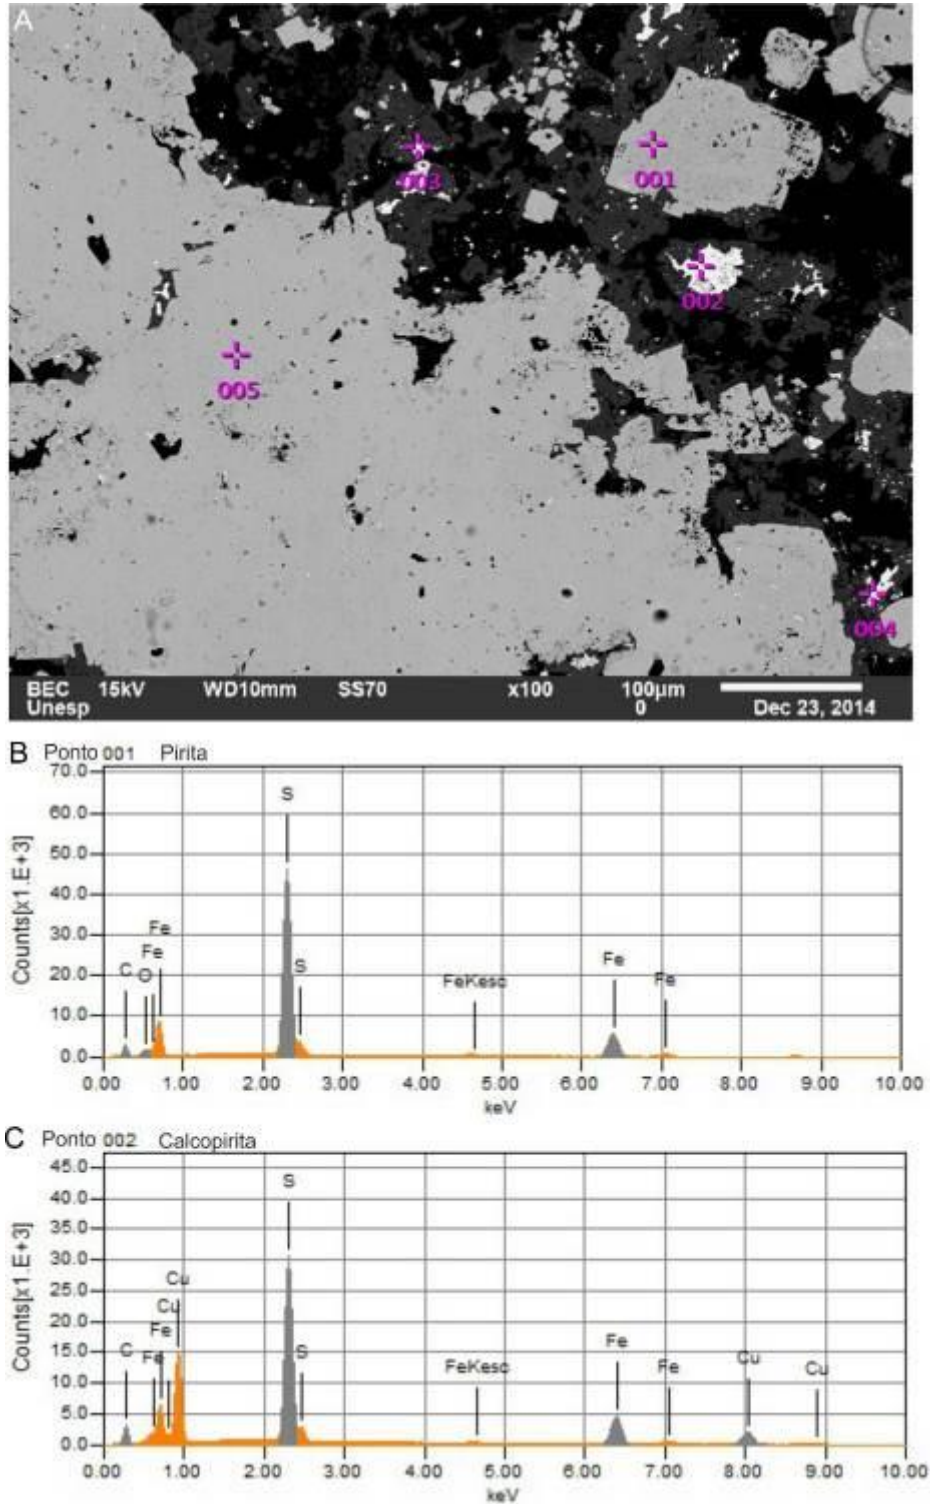 A
003
001
002
005
004
BEC 15kV WD10mm SS70 x100 100µm
Unesp 0 Dec 23, 2014
B Ponto 001 Pirita
Counts[x1.E+3]
70.0
60.0
50.0
40.0
30.0
20.0
10.0
0.0
S
Fe
Fe
C
O
S
FeKesc
Fe
Fe
0.00 1.00 2.00 3.00 4.00 5.00 6.00 7.00 8.00 9.00 10.00
keV
C Ponto 002 Calcopirita
Counts[x1.E+3]
45.0
40.0
35.0
30.0
25.0
20.0
15.0
10.0
5.0
0.0
S
Cu
Cu
Fe
C
Fe
S
FeKesc
Fe
Fe
Cu
Cu
0.00 1.00 2.00 3.00 4.00 5.00 6.00 7.00 8.00 9.00 10.00
keV